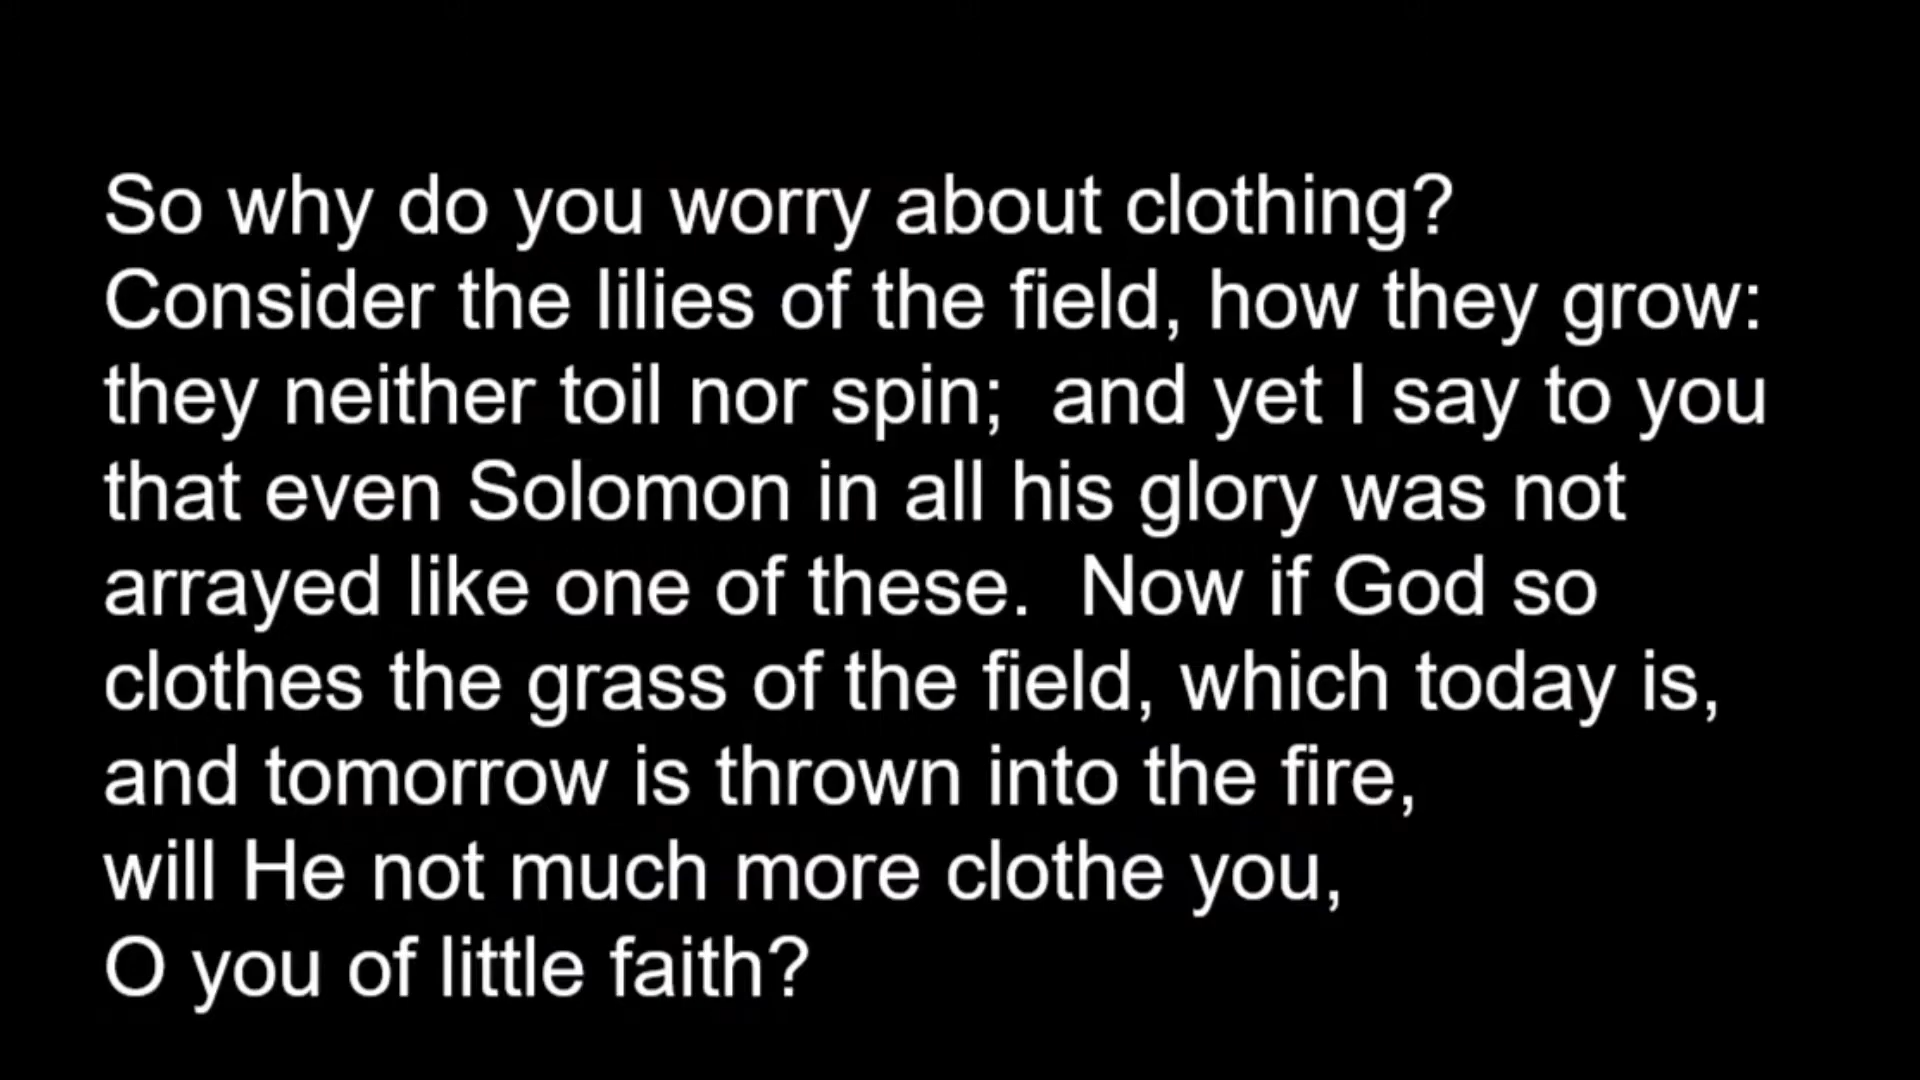 So why do you worry about clothing?
Consider the lilies of the field, how they grow:
they neither toil nor spin;  and yet I say to you
that even Solomon in all his glory was not
arrayed like one of these.  Now if God so
clothes the grass of the field, which today is,
and tomorrow is thrown into the fire,
will He not much more clothe you,
O you of little faith?